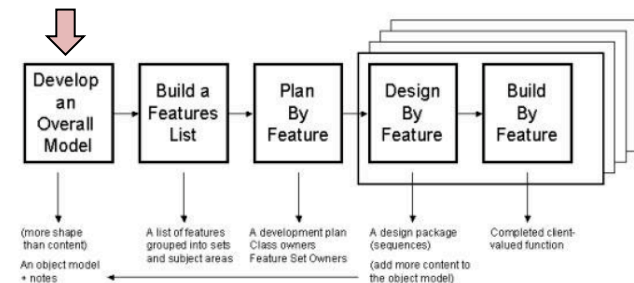 Develop
an
Overall
Model
Build a
Features
List
Plan
By
Feature
Design
By
Feature
Build
By
Feature
(more shape
than content)
An object model
+ notes
A list of features
grouped into sets
and subject areas
A development plan
Class owners
Feature Set Owners
A design package
(sequences)
(add more content to
the object model)
Completed client-
valued function